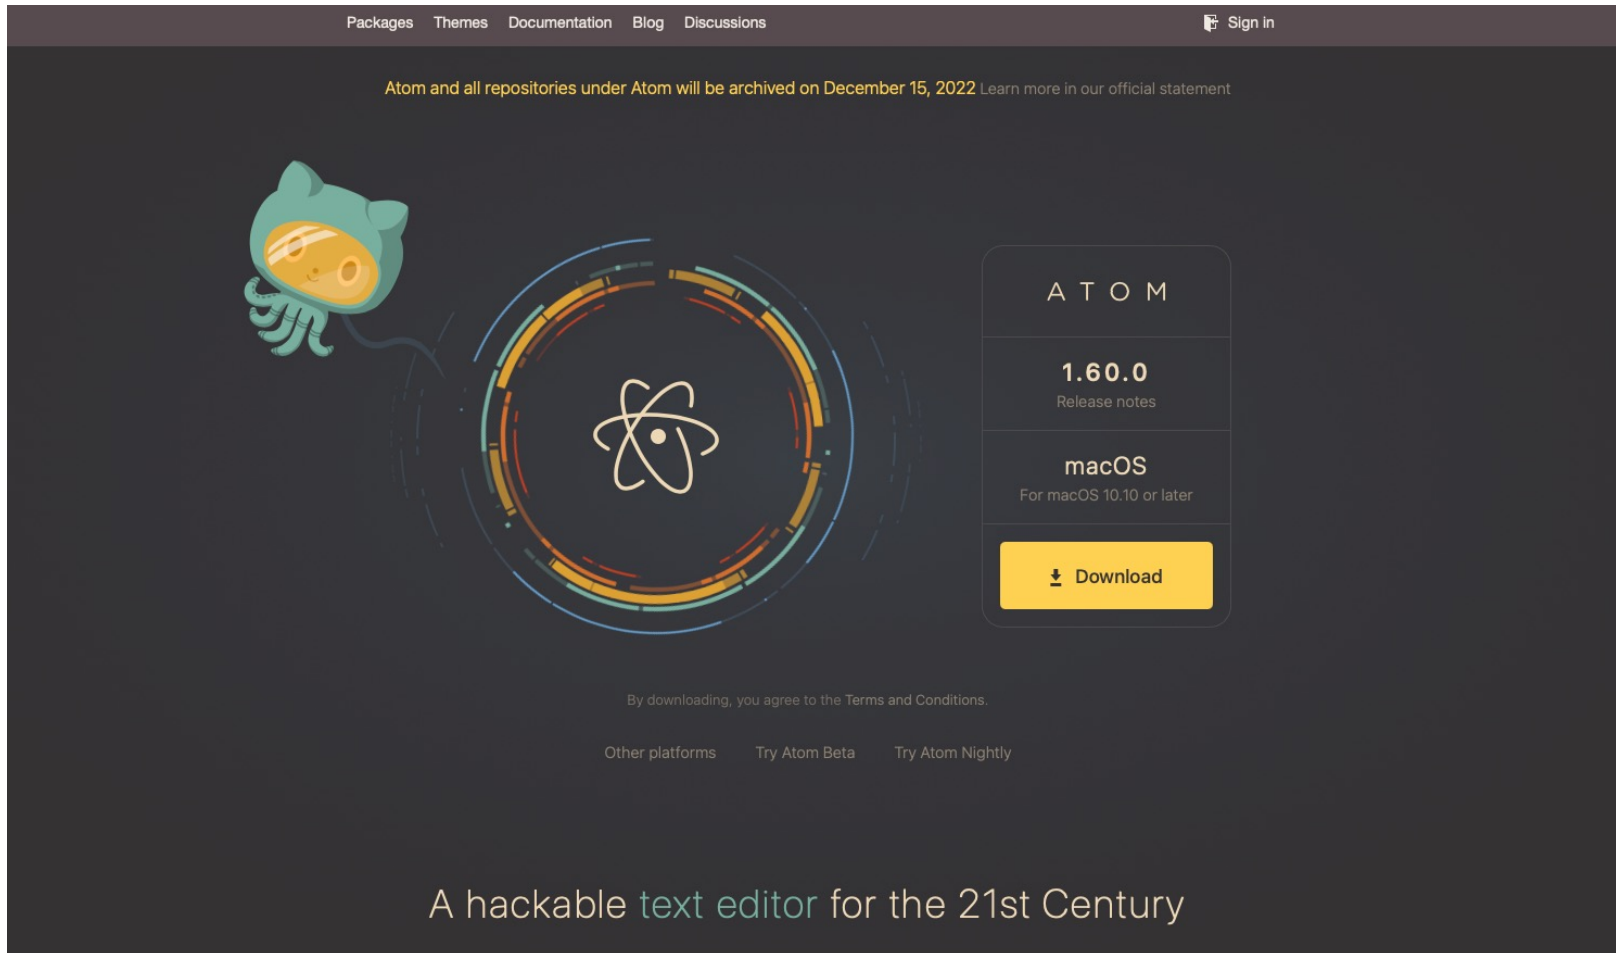 Packages Themes Documentation Blog Discussions Sign in
Atom and all repositories under Atom will be archived on December 15, 2022 Learn more in our official statement
ATOM
1.60.0
Release notes
macOS
For macOS 10.10 or later
Download
By downloading, you agree to the Terms and Conditions.
Other platforms Try Atom Beta Try Atom Nightly
A hackable text editor for the 21st Century